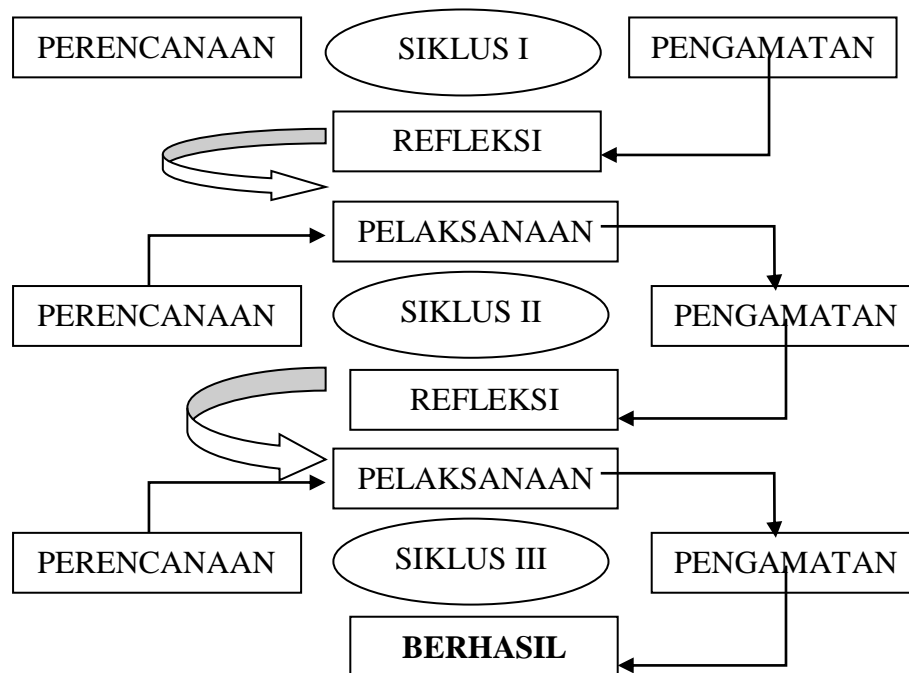 PERENCANAAN
SIKLUS I
PENGAMATAN
REFLEKSI
PELAKSANAAN
PERENCANAAN
SIKLUS II
PENGAMATAN
REFLEKSI
PELAKSANAAN
PERENCANAAN
SIKLUS III
PENGAMATAN
BERHASIL